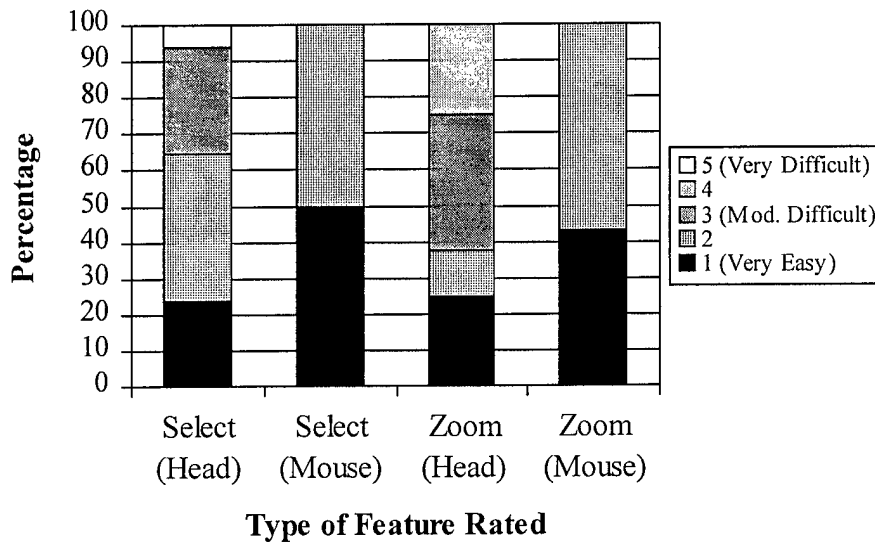 100
90
80
70
60
50
40
30
20
10
0
Percentage
Select
(Head)
Select
(Mouse)
Zoom
(Head)
Zoom
(Mouse)
Type of Feature Rated
5 (Very Difficult)
4
3 (Mod. Difficult)
2
1 (Very Easy)